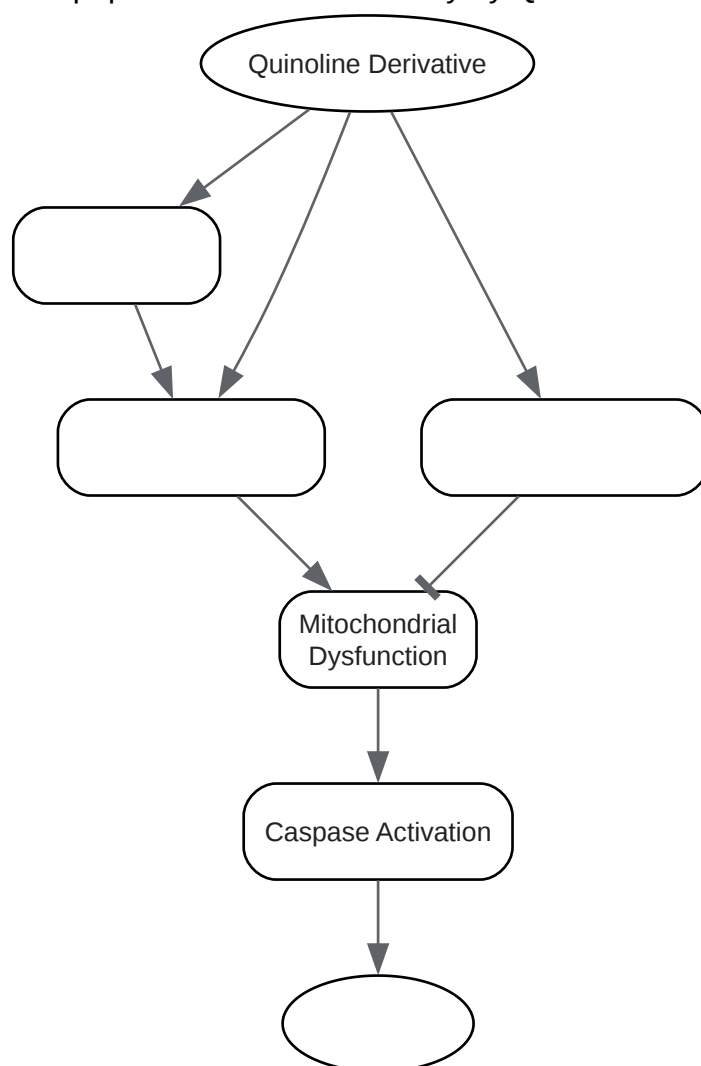 Quinoline Derivative
Mitochondrial
Dysfunction
Caspase Activation